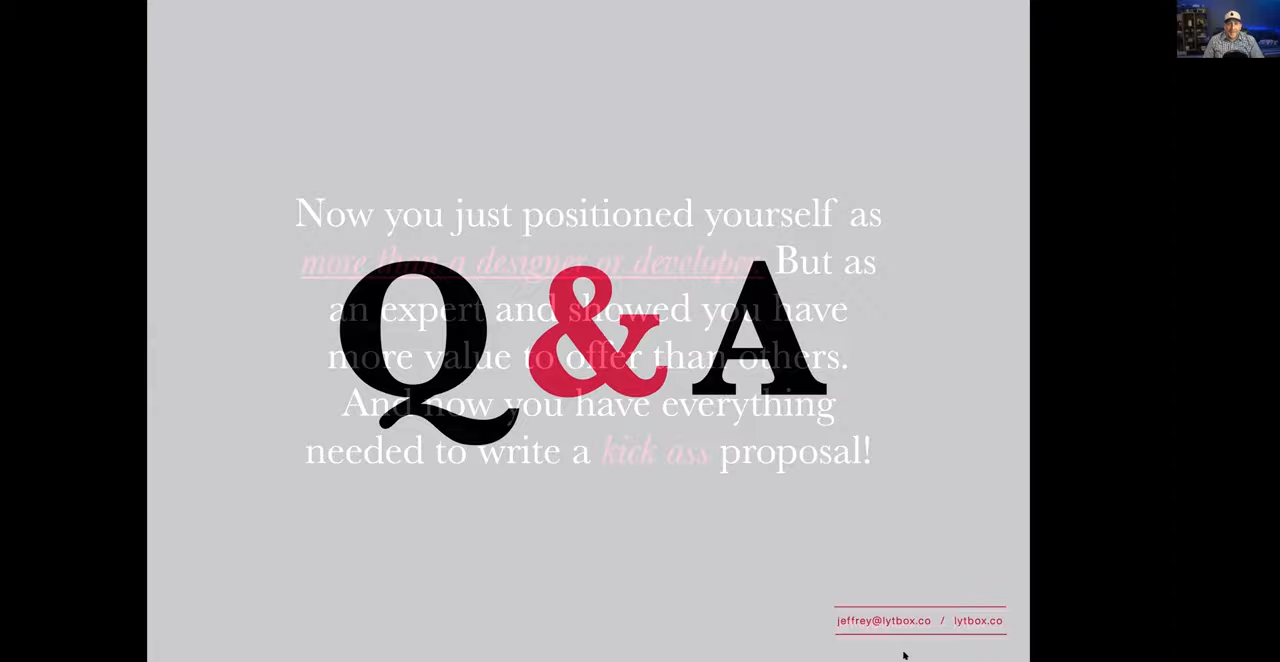 Now you just positioned yourself as
more than a designer or developer. But as
an expert and showed you have
more value to offer than others.
And now you have everything
needed to write a kick ass proposal!
Q & A
jeffrey@lytbox.co / lytbox.co